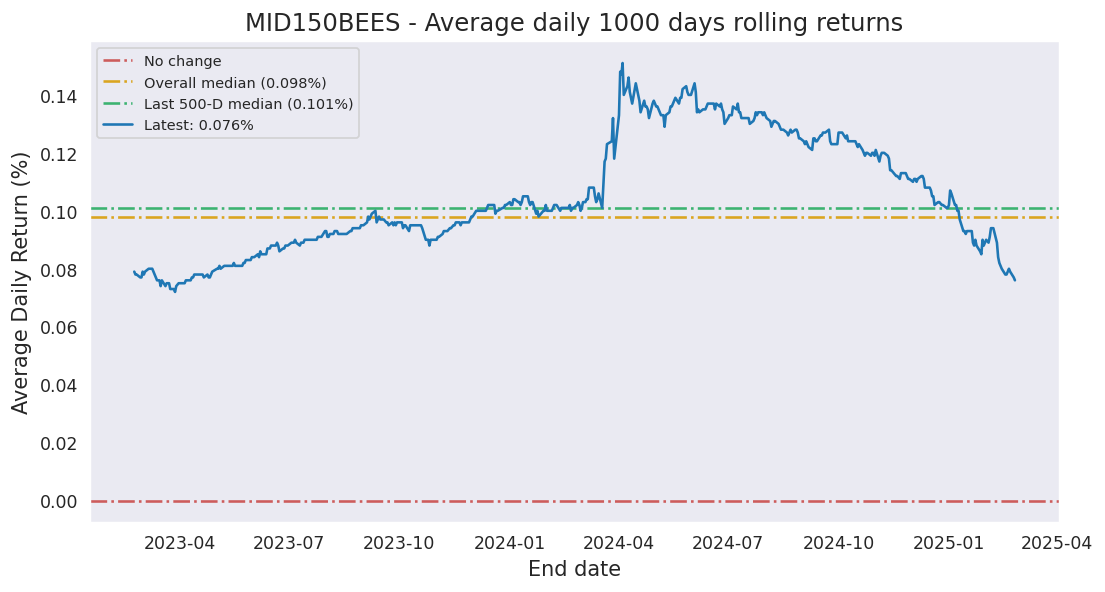 MID150BEES - Average daily 1000 days rolling returns
No change
Overall median (0.098%)
Last 500-D median (0.101%)
Latest: 0.076%
Average Daily Return (%)
0.14
0.12
0.10
0.08
0.06
0.04
0.02
0.00
2023-04 2023-07 2023-10 2024-01 2024-04 2024-07 2024-10 2025-01 2025-04
End date